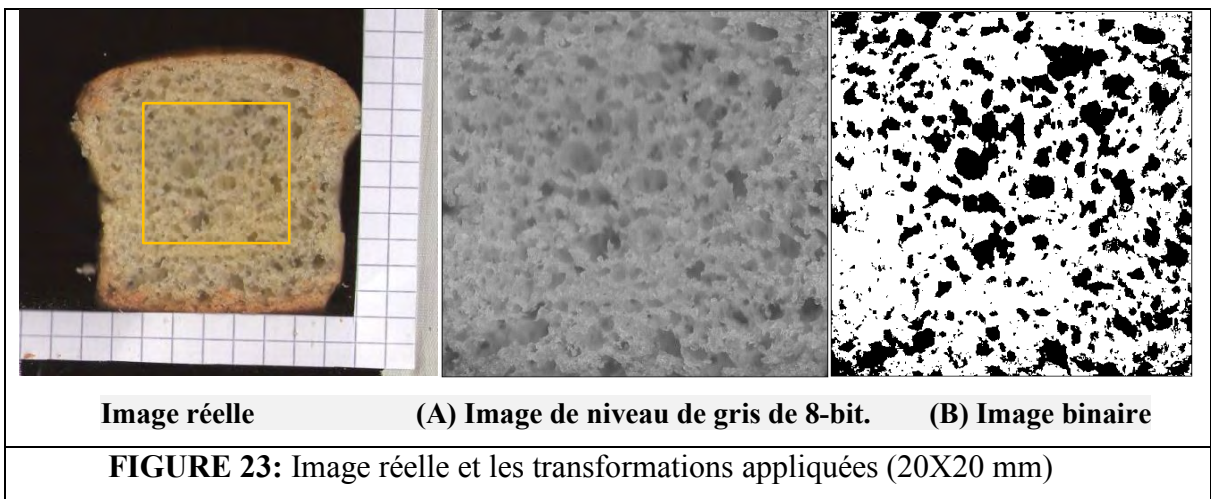 Image réelle (A) Image de niveau de gris de 8-bit. (B) Image binaire
FIGURE 23: Image réelle et les transformations appliquées (20X20 mm)